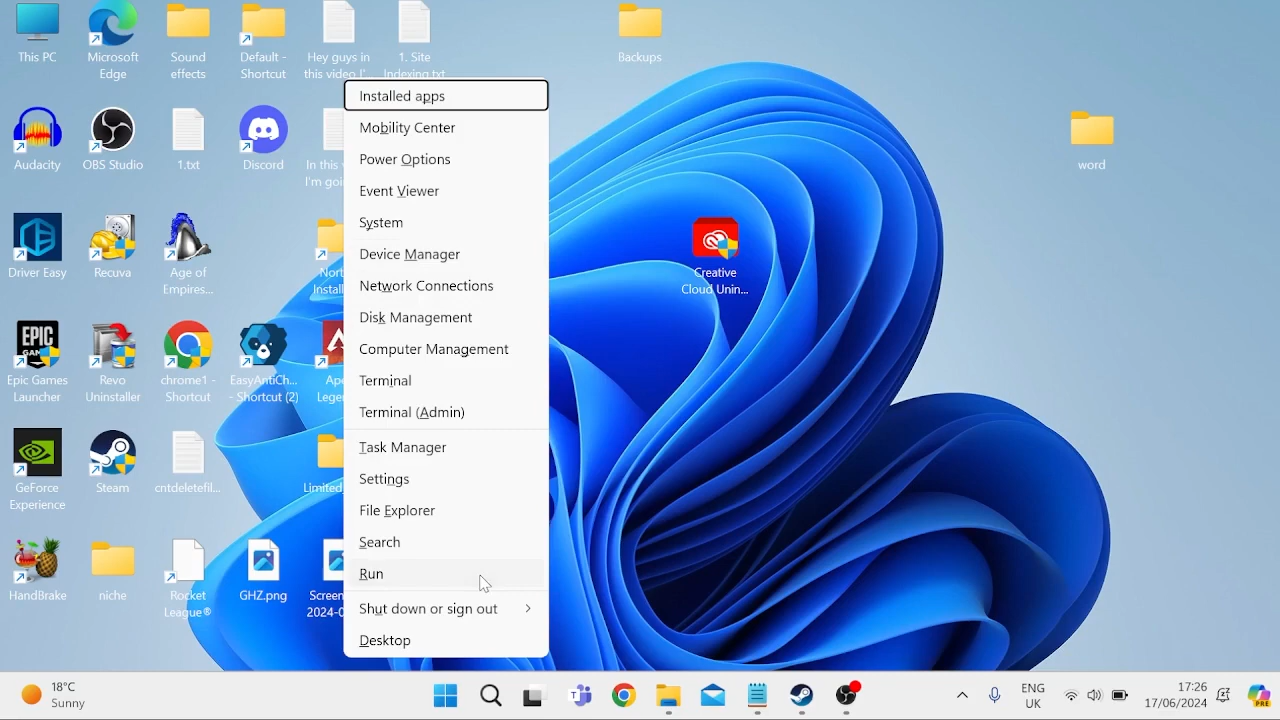 This PC
Microsoft
Edge
Sound
effects
Default -
Shortcut
Hey guys in
this video I'...
1. Site
Indexing.txt
Backups
Audacity
OBS Studio
1.txt
Discord
In this
I'm goi
word
Driver Easy
Recuva
Age of
Empires...
Nort
Install
Creative
Cloud Unin...
Epic Games
Launcher
Revo
Uninstaller
chrome1 -
Shortcut
EasyAntiCh...
- Shortcut (2)
Ape
Legen
GeForce
Experience
Steam
cntdeletefil...
Limited
HandBrake
niche
Rocket
League®
GHZ.png
Screen
2024-0
Installed apps
Mobility Center
Power Options
Event Viewer
System
Device Manager
Network Connections
Disk Management
Computer Management
Terminal
Terminal (Admin)
Task Manager
Settings
File Explorer
Search
Run
Shut down or sign out
Desktop
18°C
Sunny
ENG
UK
17:26
17/06/2024